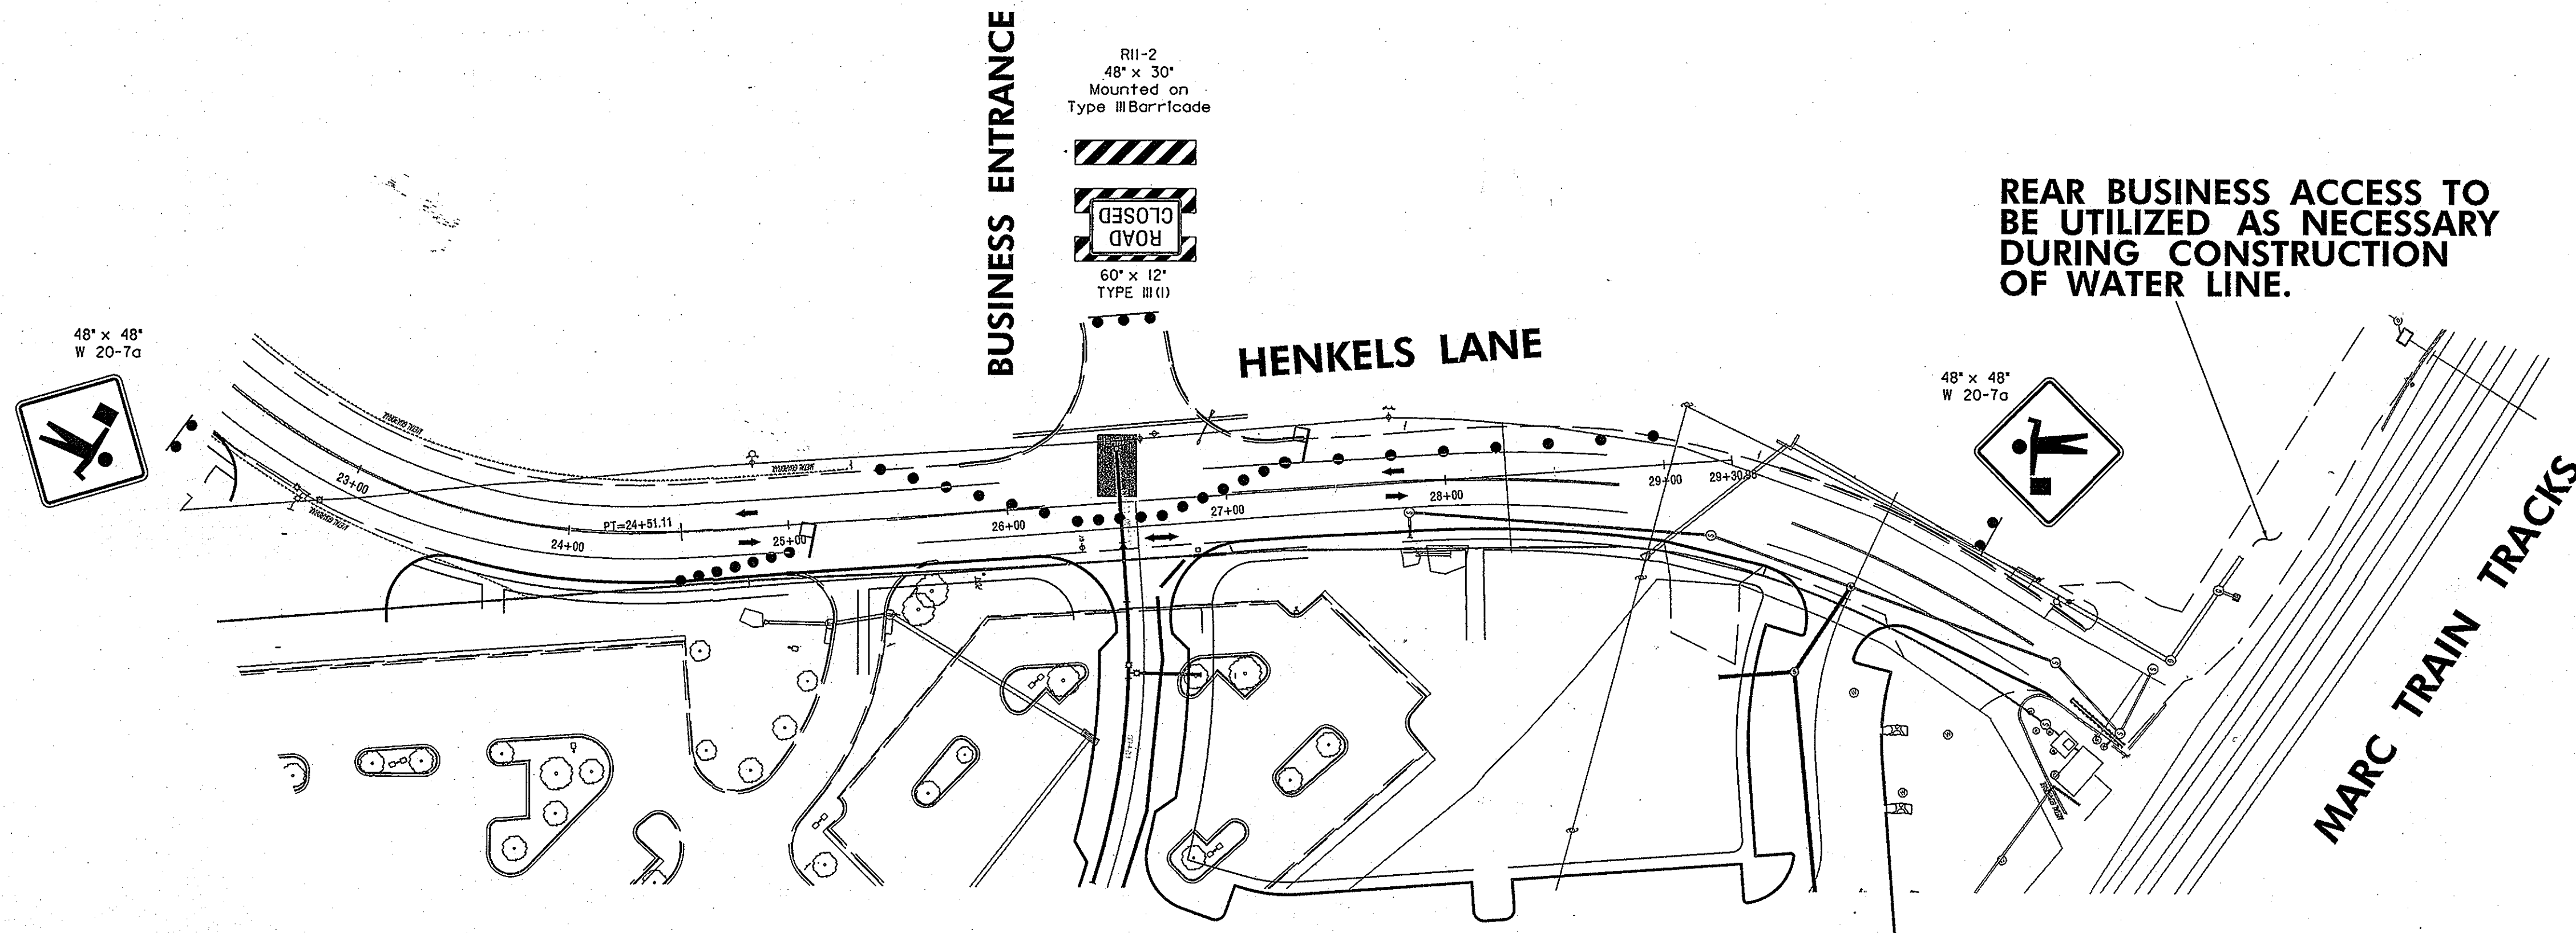 BUSINESS ENTRANCE
R11-2
48" x 30"
Mounted on
Type III Barricade
ROAD
CLOSED
60" x 12"
TYPE III(1)
HENKELS LANE
REAR BUSINESS ACCESS TO
BE UTILIZED AS NECESSARY
DURING CONSTRUCTION
OF WATER LINE.
48" x 48"
W 20-7a
48" x 48"
W 20-7a
23+00
24+00
PT=24+51.11
25+00
26+00
27+00
28+00
29+00
29+30.98
MARC TRAIN TRACKS